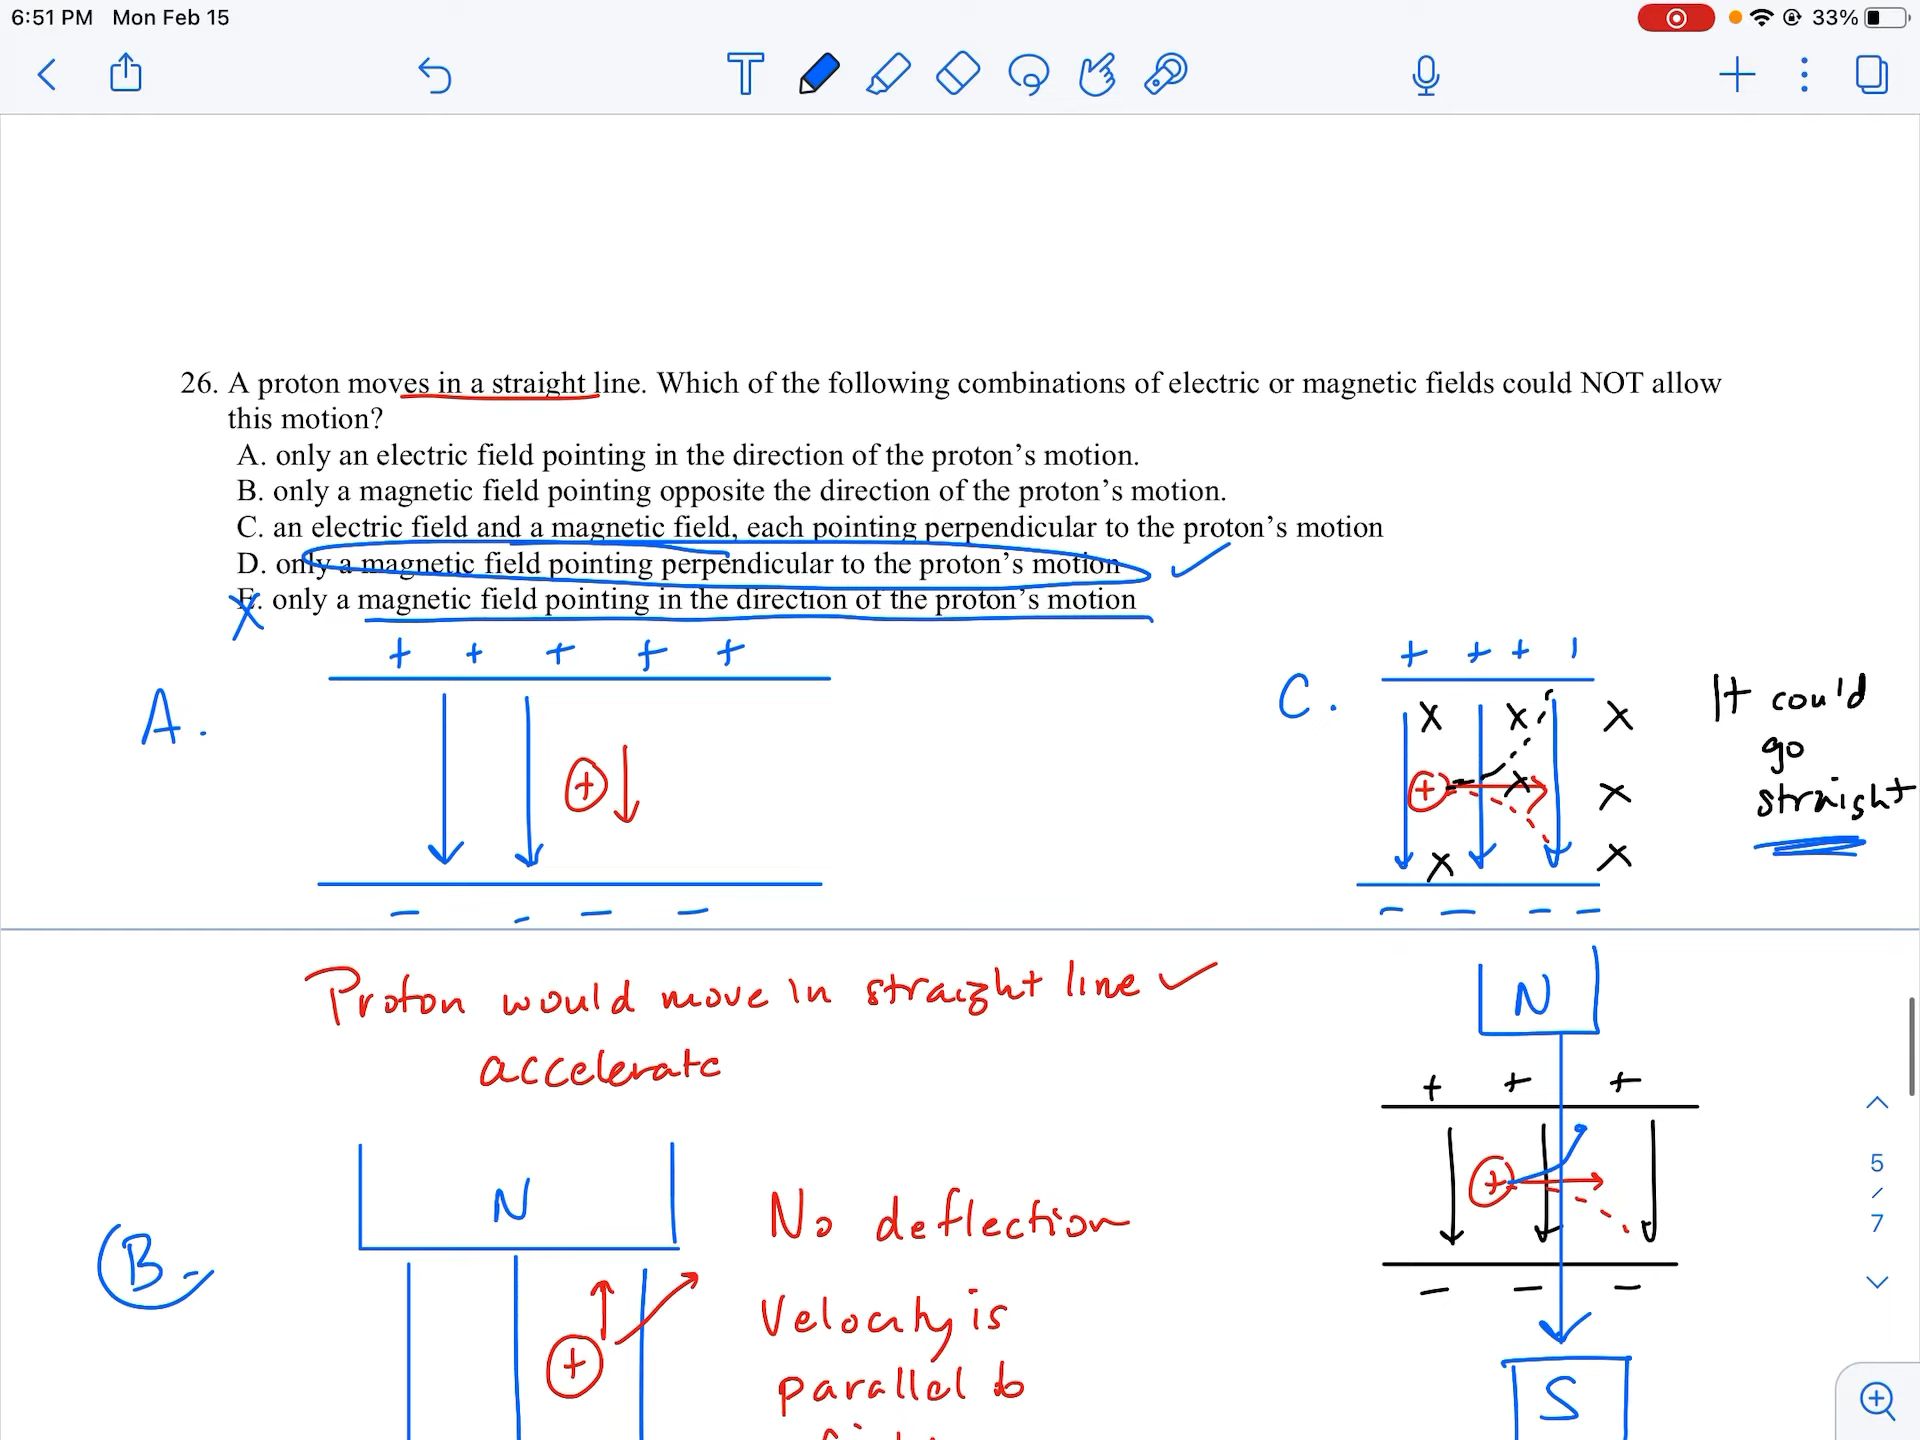 6:51 PM Mon Feb 15
33%
T
26. A proton moves in a straight line. Which of the following combinations of electric or magnetic fields could NOT allow
this motion?
A. only an electric field pointing in the direction of the proton's motion.
B. only a magnetic field pointing opposite the direction of the proton's motion.
C. an electric field and a magnetic field, each pointing perpendicular to the proton's motion
D. only a magnetic field pointing perpendicular to the proton's motion
E. only a magnetic field pointing in the direction of the proton's motion
+ + + + +
A.
+
- - - -
C.
+ + +
X X X
+ X X
X X
- - - -
It could
go
straight
Proton would move in straight line
accelerate
N
+ + +
+
- - -
S
B.
N
+
No deflection
Velocity is
parallel to
5
/
7